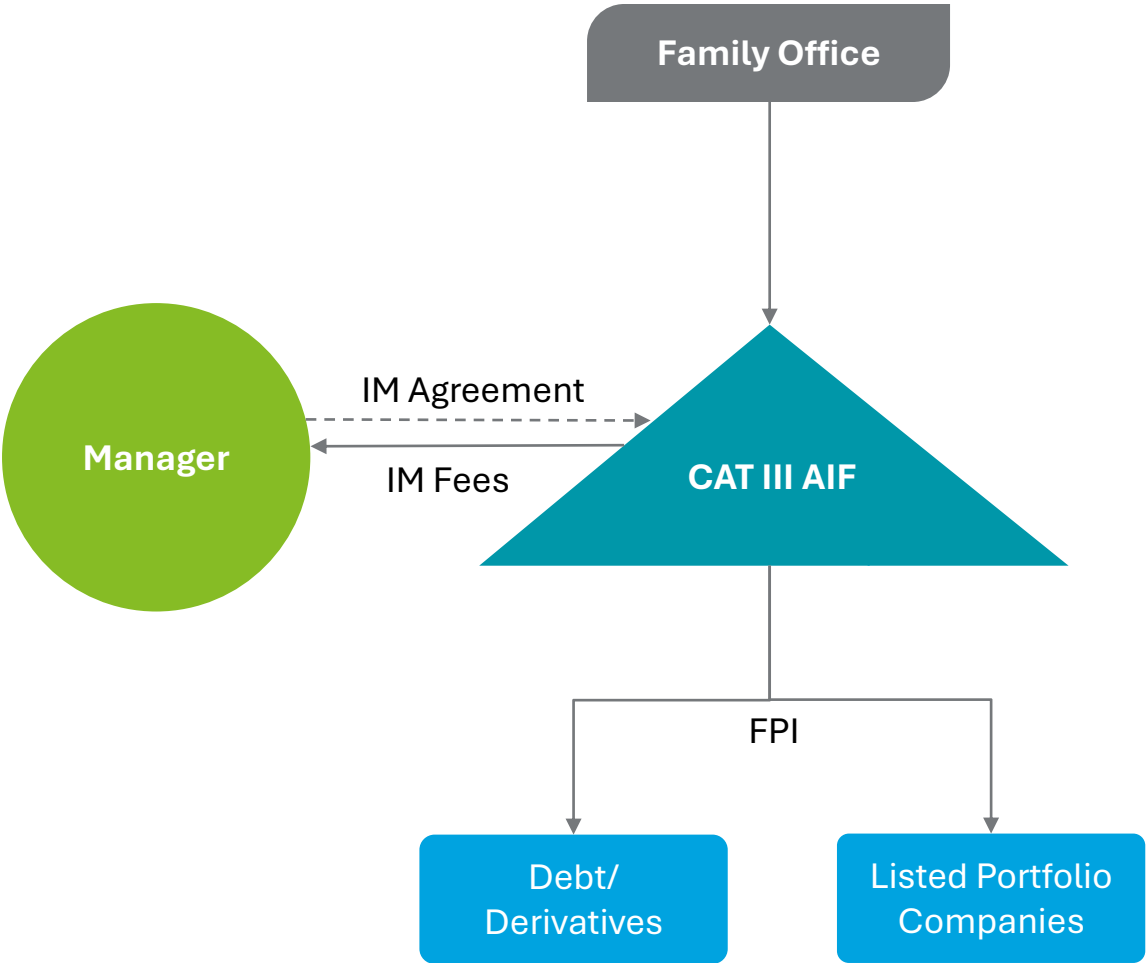 Family Office
IM Agreement
Manager
CAT III AIF
IM Fees
FPI
Debt/
Derivatives
Listed Portfolio
Companies